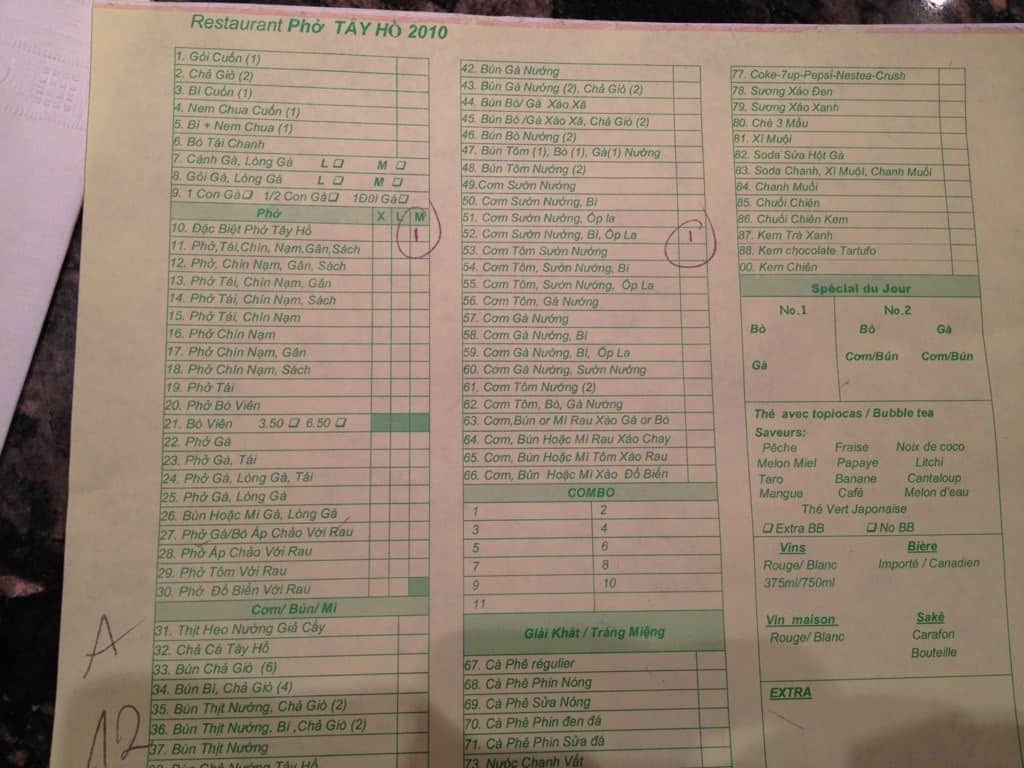 Restaurant Phở TÂY HỒ 2010
1. Gỏi Cuốn (1)
2. Chả Giò (2)
3. Bì Cuốn (1)
4. Nem Chua Cuốn (1)
5. Bì + Nem Chua (1)
6. Bò Tái Chanh
7. Cánh Gà, Lòng Gà L M
8. Gỏi Gà, Lòng Gà L M
9. 1 Con Gà 1/2 Con Gà 1Đùi Gà
Phở X L M
10. Đặc Biệt Phở Tây Hồ 1
11. Phở,Tái,Chín, Nạm,Gân,Sách
12. Phở, Chín Nạm, Gân, Sách
13. Phở Tái, Chín Nạm, Gân
14. Phở Tái, Chín Nạm, Sách
15. Phở Tái, Chín Nạm
16. Phở Chín Nạm
17. Phở Chín Nạm, Gân
18. Phở Chín Nạm, Sách
19. Phở Tái
20. Phở Bò Viên
21. Bò Viên 3.50 6.50
22. Phở Gà
23. Phở Gà, Tái
24. Phở Gà, Lòng Gà, Tái
25. Phở Gà, Lòng Gà
26. Bún Hoặc Mì Gà, Lòng Gà
27. Phở Gà/Bò Áp Chảo Với Rau
28. Phở Áp Chảo Với Rau
29. Phở Tôm Với Rau
30. Phở Đồ Biển Với Rau
Cơm/ Bún/ Mì
31. Thịt Heo Nướng Giả Cầy
32. Chả Cá Tây Hồ
33. Bún Chả Giò (6)
34. Bún Bì, Chả Giò (4)
35. Bún Thịt Nướng, Chả Giò (2)
36. Bún Thịt Nướng. Bì ,Chả Giò (2)
37. Bún Thịt Nướng
A
12
42. Bún Gà Nướng
43. Bún Gà Nướng (2), Chả Giò (2)
44. Bún Bò/ Gà Xào Xả
45. Bún Bò /Gà Xào Xả, Chả Giò (2)
46. Bún Bò Nướng (2)
47. Bún Tôm (1), Bò (1), Gà(1) Nướng
48. Bún Tôm Nướng (2)
49.Cơm Sườn Nướng
50. Cơm Sườn Nướng, Bì
51. Cơm Sườn Nướng, Ốp la
52. Cơm Sườn Nướng, Bì, Ốp La 1
53. Cơm Tôm Sườn Nướng
54. Cơm Tôm, Sườn Nướng, Bì
55. Cơm Tôm, Sườn Nướng, Ốp La
56. Cơm Tôm, Gà Nướng
57. Cơm Gà Nướng
58. Cơm Gà Nướng, Bì
59. Cơm Gà Nướng, Bì, Ốp La
60. Cơm Gà Nướng, Sườn Nướng
61. Cơm Tôm Nướng (2)
62. Cơm Tôm, Bò, Gà Nướng
63. Cơm,Bún or Mì Rau Xào Gà or Bò
64. Cơm, Bún Hoặc Mì Rau Xào Chay
65. Cơm, Bún Hoặc Mì Tôm Xào Rau
66. Cơm, Bún Hoặc Mì Xào Đồ Biển
COMBO
1 2
3 4
5 6
7 8
9 10
11
Giải Khát / Tráng Miệng
67. Cà Phê régulier
68. Cà Phê Phin Nóng
69. Cà Phê Sữa Nóng
70. Cà Phê Phin đen đá
71. Cà Phê Phin Sữa đá
73. Nước Chanh Vắt
77. Coke-7up-Pepsi-Nestea-Crush
78. Sương Xáo Đen
79. Sương Xáo Xanh
80. Chè 3 Mầu
81. Xí Muội
82. Soda Sữa Hột Gà
83. Soda Chanh, Xí Muội, Chanh Muối
84. Chanh Muối
85. Chuối Chiên
86. Chuối Chiên Kem
87. Kem Trà Xanh
88. Kem chocolate Tartufo
00. Kem Chiên
Spécial du Jour
No.1 No.2
Bò Bò Gà
Gà Cơm/Bún Cơm/Bún
Thé avec topiocas / Bubble tea
Saveurs:
Pêche Fraise Noix de coco
Melon Miel Papaye Litchi
Taro Banane Cantaloup
Mangue Café Melon d'eau
Thé Vert Japonaise
Extra BB No BB
Vins Bière
Rouge/ Blanc Importé / Canadien
375ml/750ml
Vin maison Saké
Rouge/ Blanc Carafon
Bouteille
EXTRA